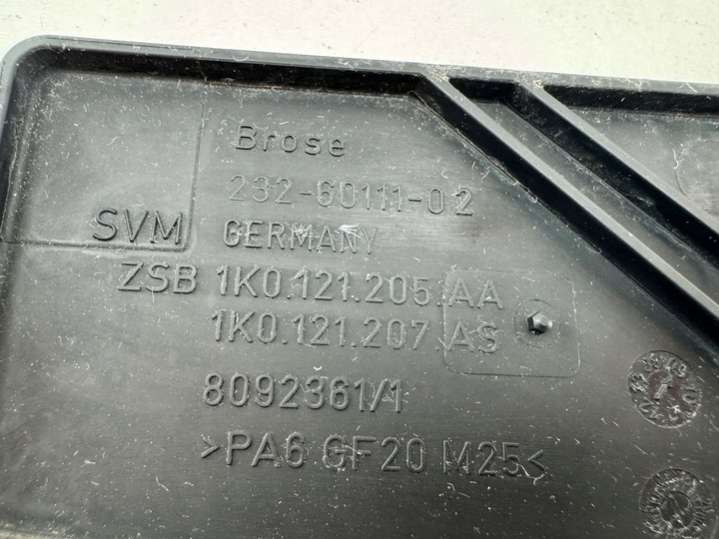 Brose
232-60111-02
SVM GERMANY
ZSB 1K0.121.205.AA
1K0.121.207.AS
8092361/1
>PA6 GF20 M25<